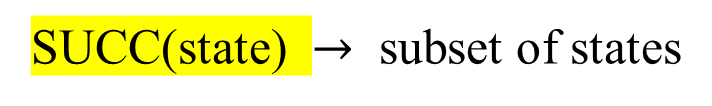 SUCC(state) → subset of states